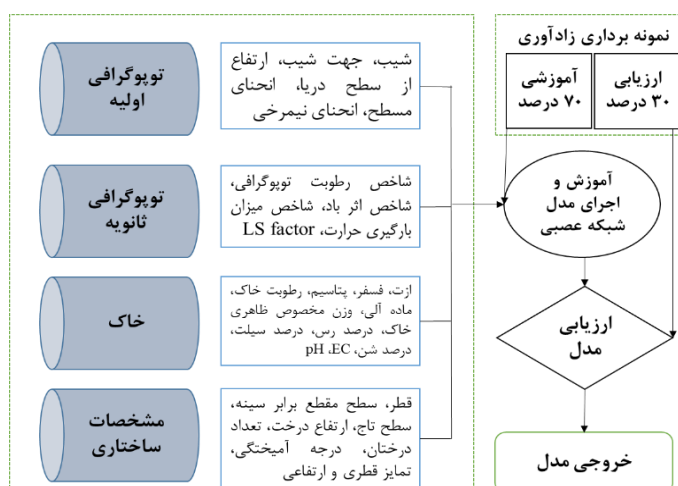 نمونه برداری زادآوری
ارزیابی
۳۰ درصد
آموزشی
۷۰ درصد
آموزش و
اجرای مدل
شبکه عصبی
ارزیابی
مدل
خروجی مدل
توپوگرافی
اولیه
شیب، جهت شیب، ارتفاع
از سطح دریا، انحنای
مسطح، انحنای نیمرخی
توپوگرافی
ثانویه
شاخص رطوبت توپوگرافی،
شاخص اثر باد، شاخص میزان
بارگیری حرارت، LS factor
خاک
ازت، فسفر، پتاسیم، رطوبت خاک،
ماده آلی، وزن مخصوص ظاهری
خاک، درصد رس، درصد سیلت،
درصد شن، pH ،EC
مشخصات
ساختاری
قطر، سطح مقطع برابر سینه،
سطح تاج، ارتفاع درخت، تعداد
درختان، درجه آمیختگی،
تمایز قطری و ارتفاعی